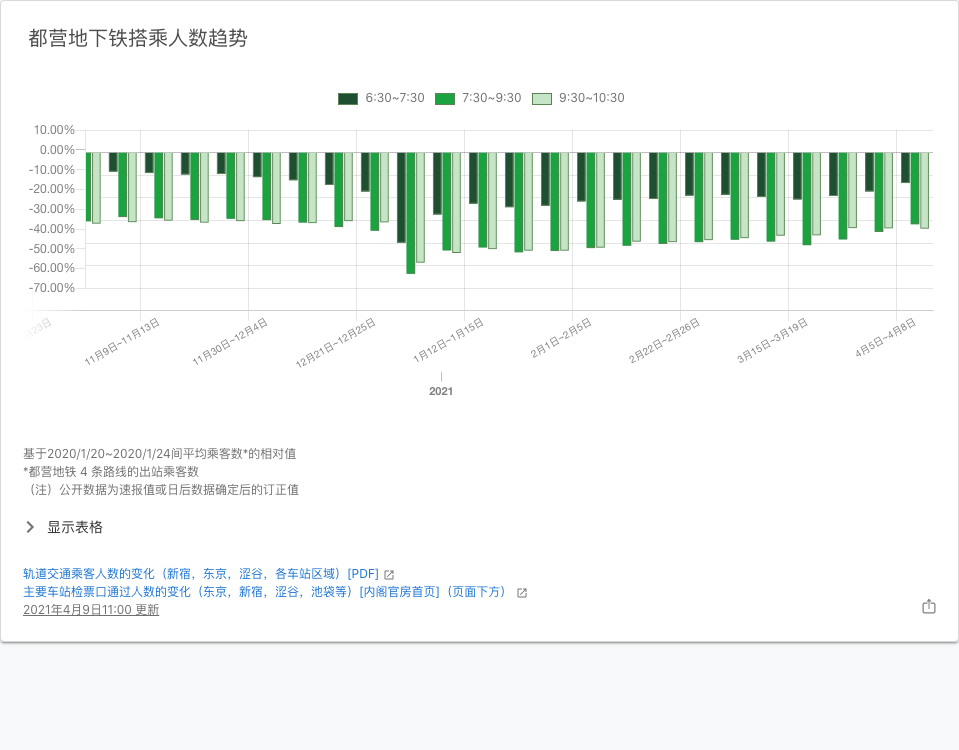 都营地下铁搭乘人数趋势
6:30~7:30 7:30~9:30 9:30~10:30
10.00%
0.00%
-10.00%
-20.00%
-30.00%
-40.00%
-50.00%
-60.00%
-70.00%
23日 11月9日~11月13日 11月30日~12月4日 12月21日~12月25日 1月12日~1月15日 2月1日~2月5日 2月22日~2月26日 3月15日~3月19日 4月5日~4月8日
2021
基于2020/1/20~2020/1/24间平均乘客数*的相对值
*都营地铁 4 条路线的出站乘客数
（注）公开数据为速报值或日后数据确定后的订正值
显示表格
轨道交通乘客人数的变化（新宿，东京，涩谷，各车站区域）[PDF]
主要车站检票口通过人数的变化（东京，新宿，涩谷，池袋等）[内阁官房首页]（页面下方）
2021年4月9日11:00 更新